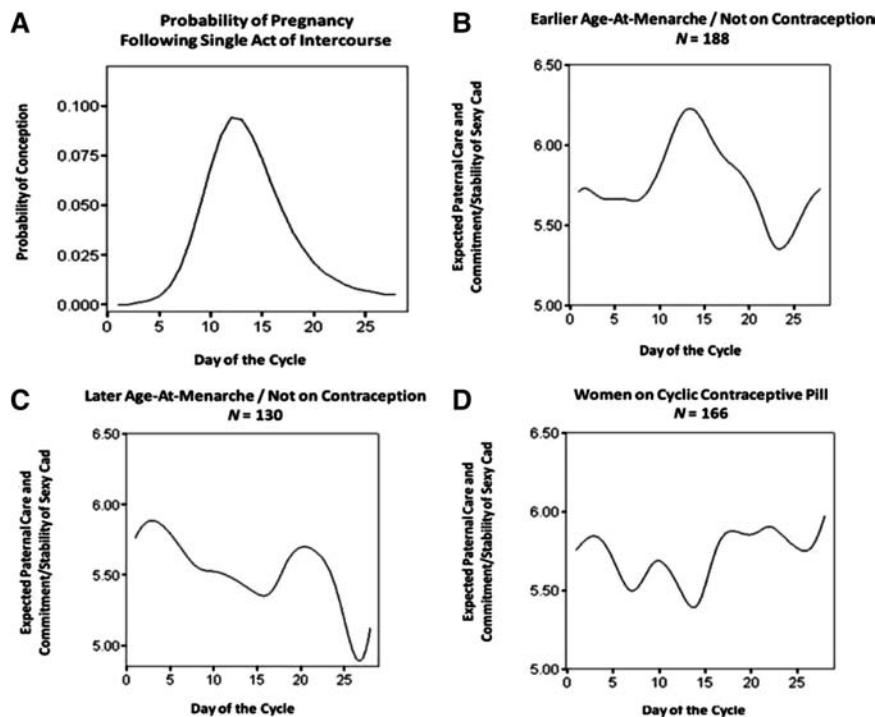 A
Probability of Pregnancy
Following Single Act of Intercourse
Probability of Conception
0.100
0.075
0.050
0.025
0.000
0 5 10 15 20 25
Day of the Cycle
B
Earlier Age-At-Menarche / Not on Contraception
N = 188
Expected Paternal Care and
Commitment/Stability of Sexy Cad
6.50
6.00
5.50
5.00
0 5 10 15 20 25
Day of the Cycle
C
Later Age-At-Menarche / Not on Contraception
N = 130
Expected Paternal Care and
Commitment/Stability of Sexy Cad
6.50
6.00
5.50
5.00
0 5 10 15 20 25
Day of the Cycle
D
Women on Cyclic Contraceptive Pill
N = 166
Expected Paternal Care and
Commitment/Stability of Sexy Cad
6.50
6.00
5.50
5.00
0 5 10 15 20 25
Day of the Cycle